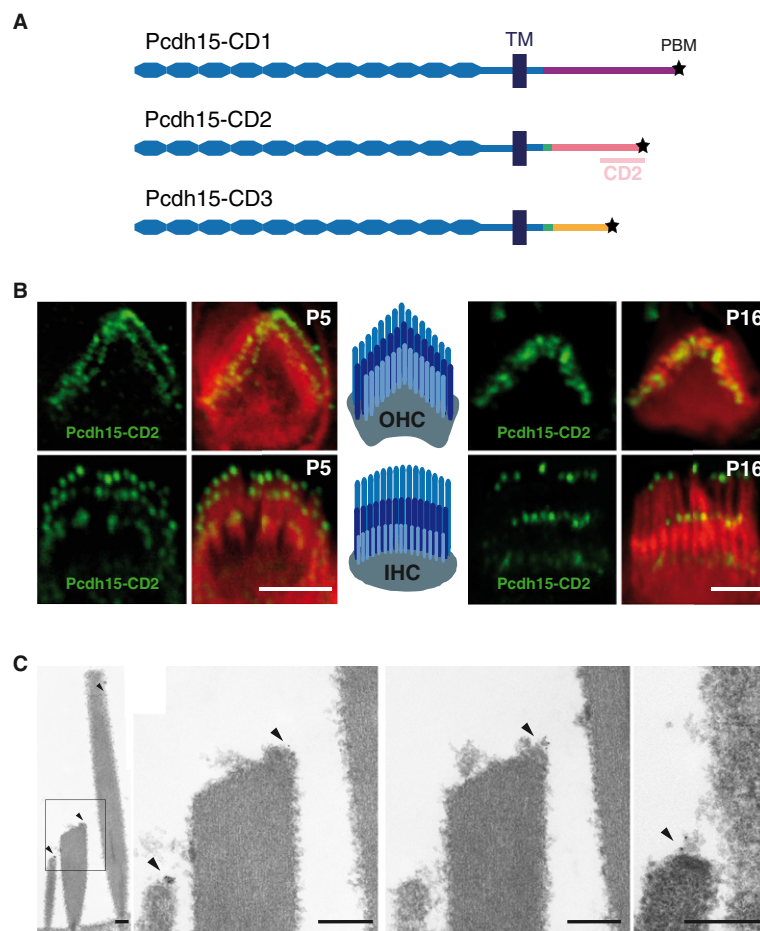 A
Pcdh15-CD1
TM
PBM
Pcdh15-CD2
CD2
Pcdh15-CD3
B
P5
P16
Pcdh15-CD2
OHC
Pcdh15-CD2
P5
P16
Pcdh15-CD2
IHC
Pcdh15-CD2
C